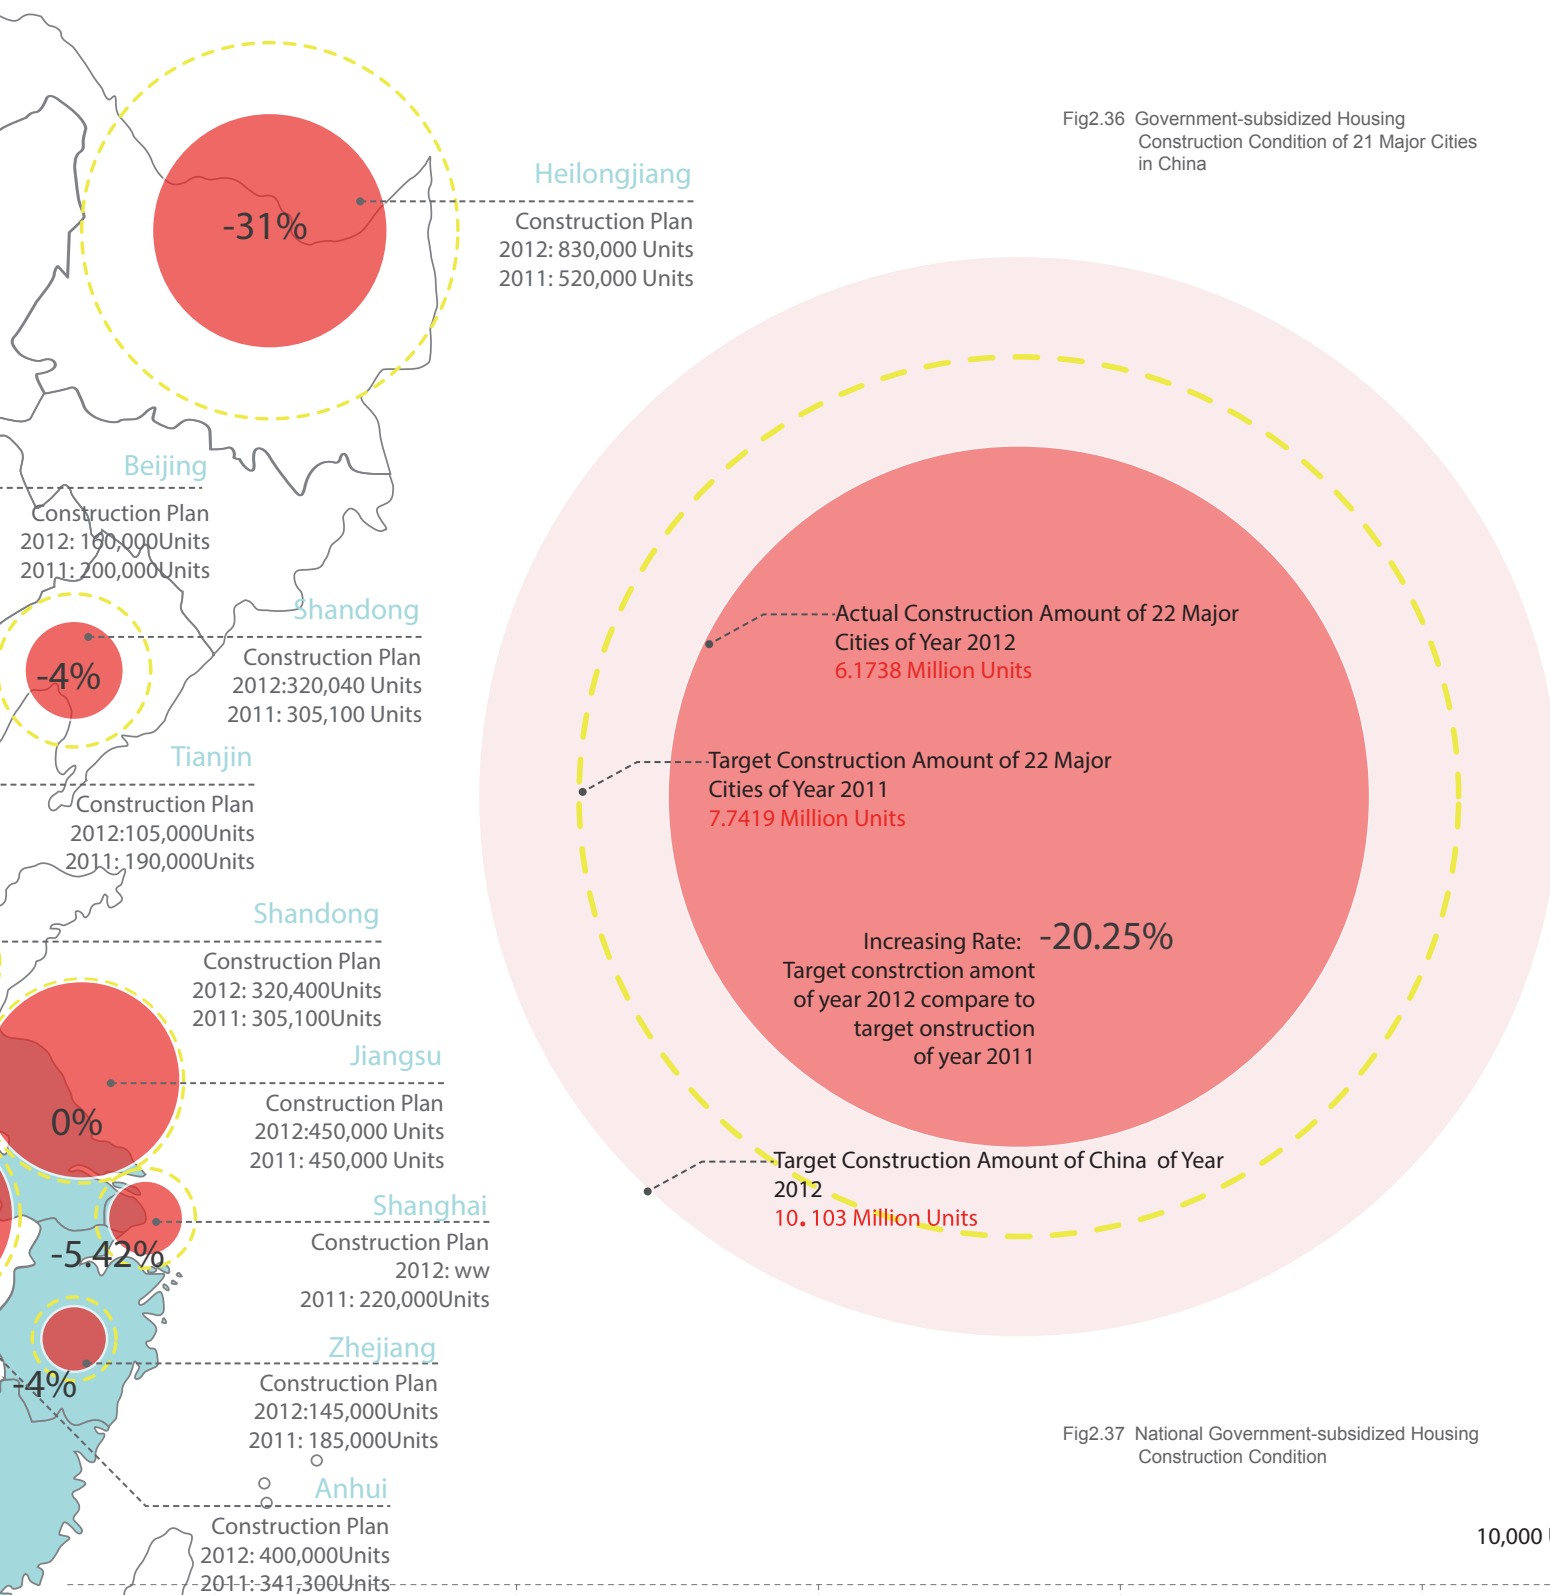 Fig2.36 Government-subsidized Housing
Construction Condition of 21 Major Cities
in China
Heilongjiang
-31%
Construction Plan
2012: 830,000 Units
2011: 520,000 Units
Beijing
Construction Plan
2012: 160,000Units
2011: 200,000Units
Shandong
-4%
Construction Plan
2012:320,040 Units
2011: 305,100 Units
Tianjin
Construction Plan
2012:105,000Units
2011: 190,000Units
Shandong
Construction Plan
2012: 320,400Units
2011: 305,100Units
Jiangsu
0%
Construction Plan
2012:450,000 Units
2011: 450,000 Units
Shanghai
-5.42%
Construction Plan
2012: ww
2011: 220,000Units
Zhejiang
-4%
Construction Plan
2012:145,000Units
2011: 185,000Units
Anhui
Construction Plan
2012: 400,000Units
2011: 341,300Units
Actual Construction Amount of 22 Major
Cities of Year 2012
6.1738 Million Units
Target Construction Amount of 22 Major
Cities of Year 2011
7.7419 Million Units
Increasing Rate: -20.25%
Target constrction amont
of year 2012 compare to
target onstruction
of year 2011
Target Construction Amount of China of Year
2012
10. 103 Million Units
Fig2.37 National Government-subsidized Housing
Construction Condition
10,000